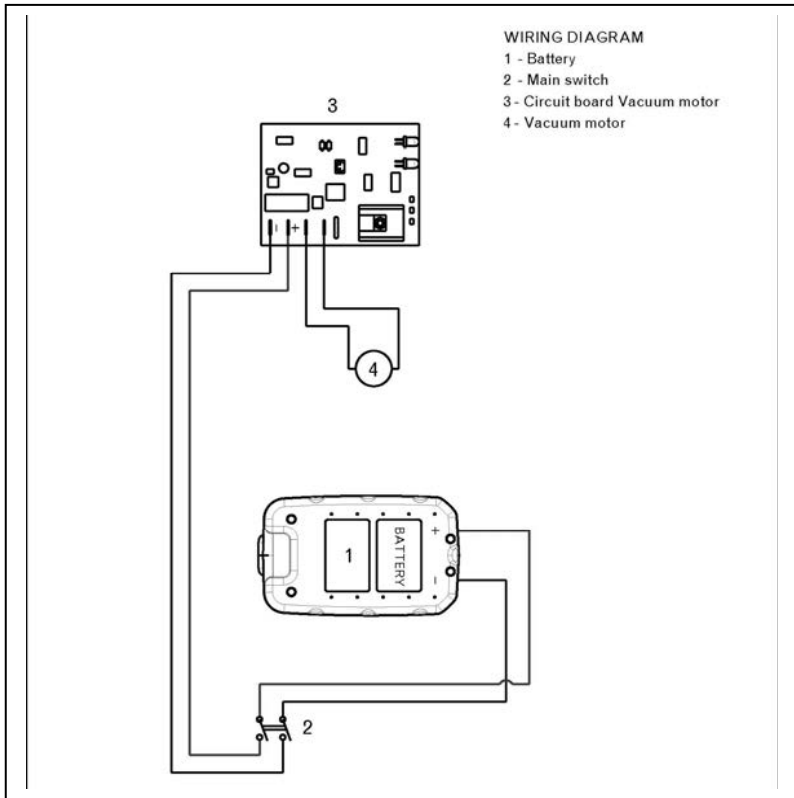 WIRING DIAGRAM
1 - Battery
2 - Main switch
3 - Circuit board Vacuum motor
4 - Vacuum motor
3
- +
4
+
1 BATTERY
-
2